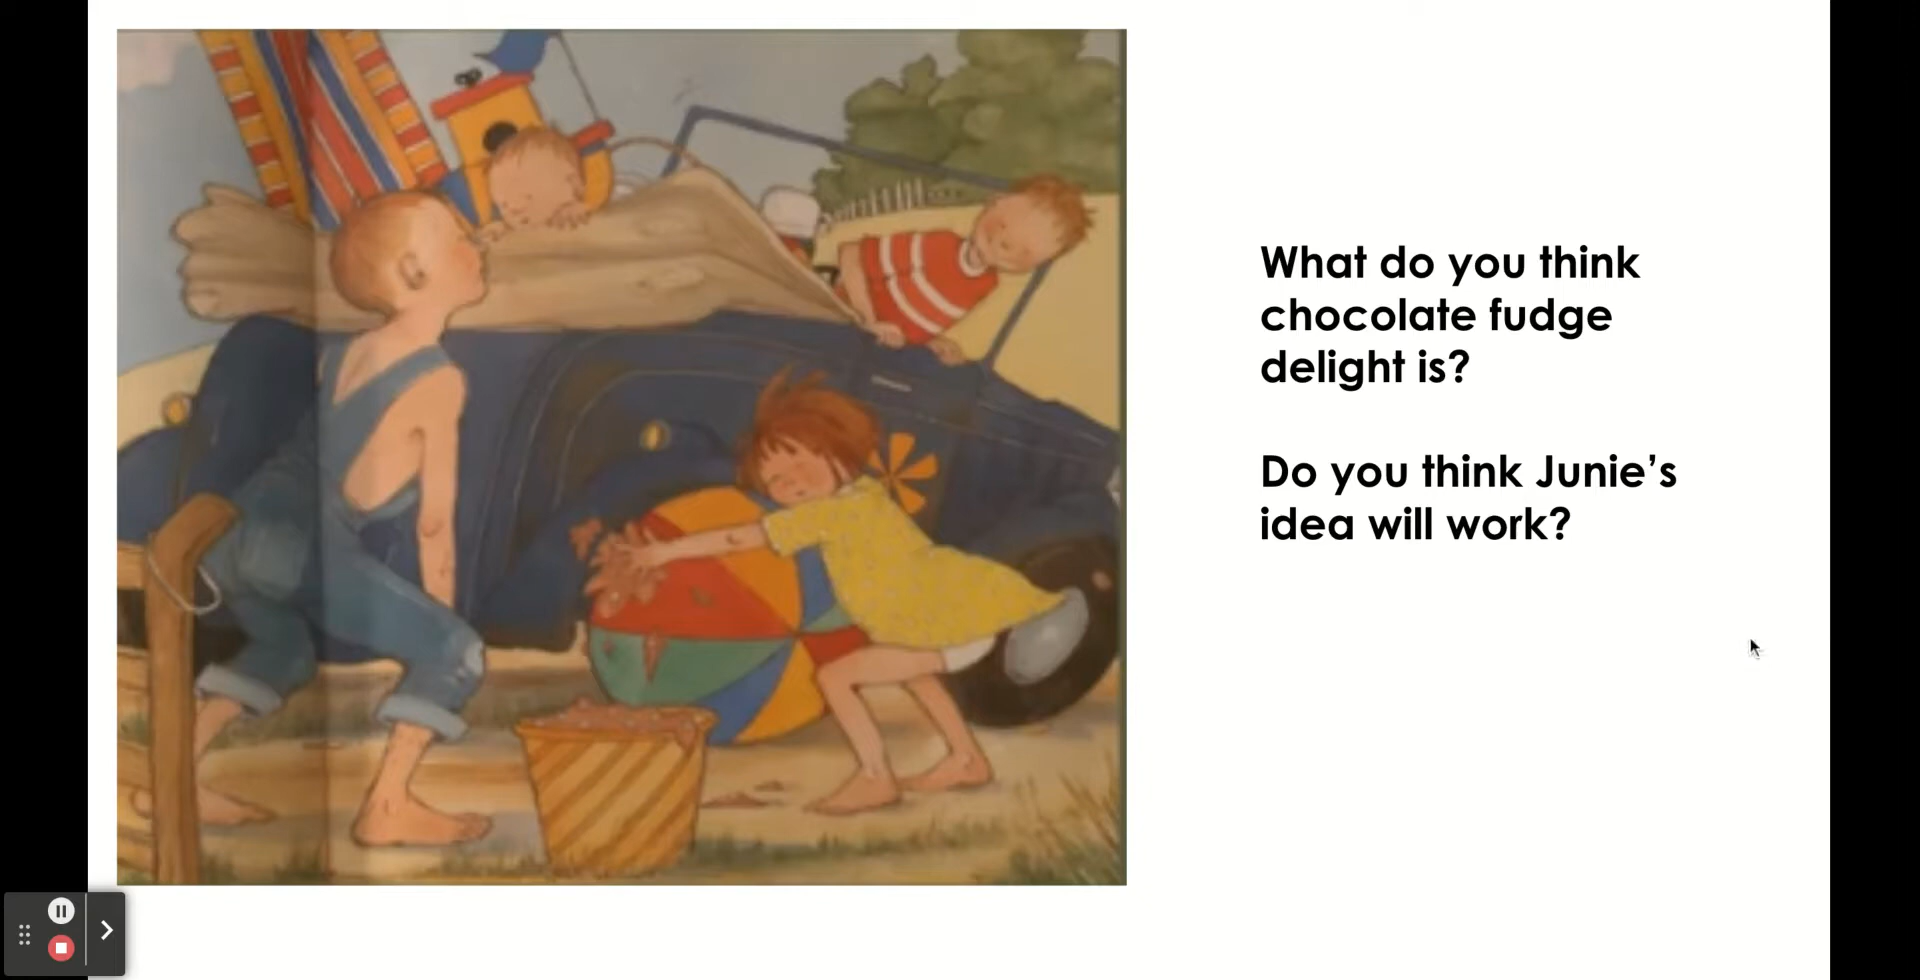 What do you think
chocolate fudge
delight is?
Do you think Junie’s
idea will work?